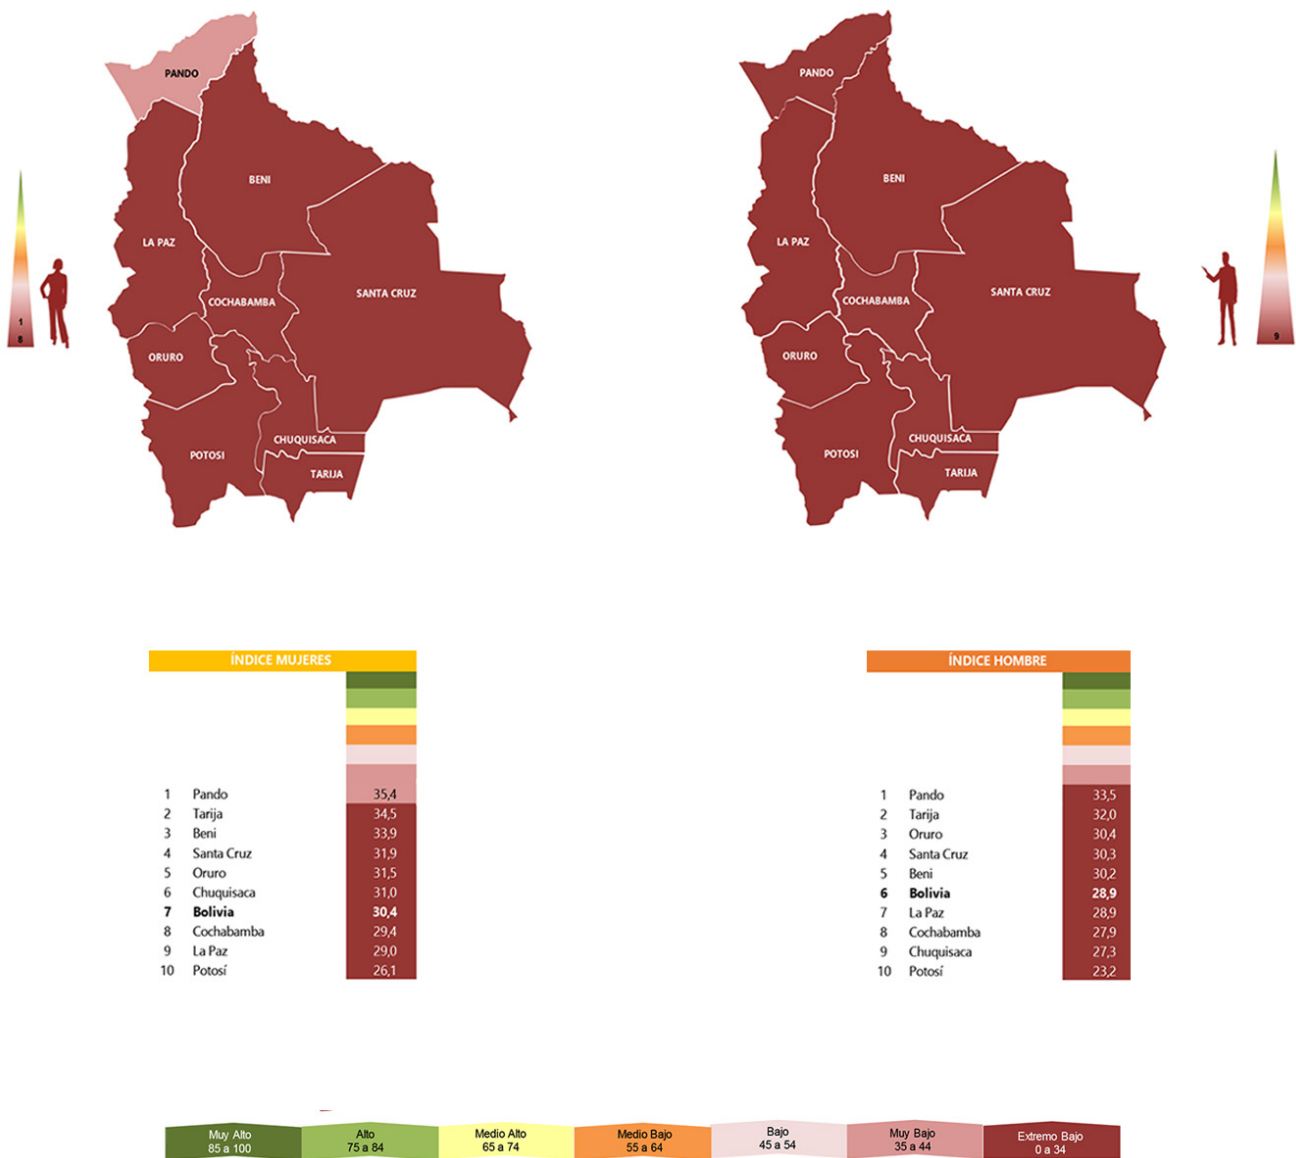 PANDO
BENI
LA PAZ
COCHABAMBA
SANTA CRUZ
ORURO
CHUQUISACA
POTOSI
TARIJA
1
8
PANDO
BENI
LA PAZ
COCHABAMBA
SANTA CRUZ
ORURO
CHUQUISACA
POTOSI
TARIJA
9
ÍNDICE MUJERES
1 Pando 35,4
2 Tarija 34,5
3 Beni 33,9
4 Santa Cruz 31,9
5 Oruro 31,5
6 Chuquisaca 31,0
7 Bolivia 30,4
8 Cochabamba 29,4
9 La Paz 29,0
10 Potosí 26,1
ÍNDICE HOMBRE
1 Pando 33,5
2 Tarija 32,0
3 Oruro 30,4
4 Santa Cruz 30,3
5 Beni 30,2
6 Bolivia 28,9
7 La Paz 28,9
8 Cochabamba 27,9
9 Chuquisaca 27,3
10 Potosí 23,2
Muy Alto
85 a 100
Alto
75 a 84
Medio Alto
65 a 74
Medio Bajo
55 a 64
Bajo
45 a 54
Muy Bajo
35 a 44
Extremo Bajo
0 a 34